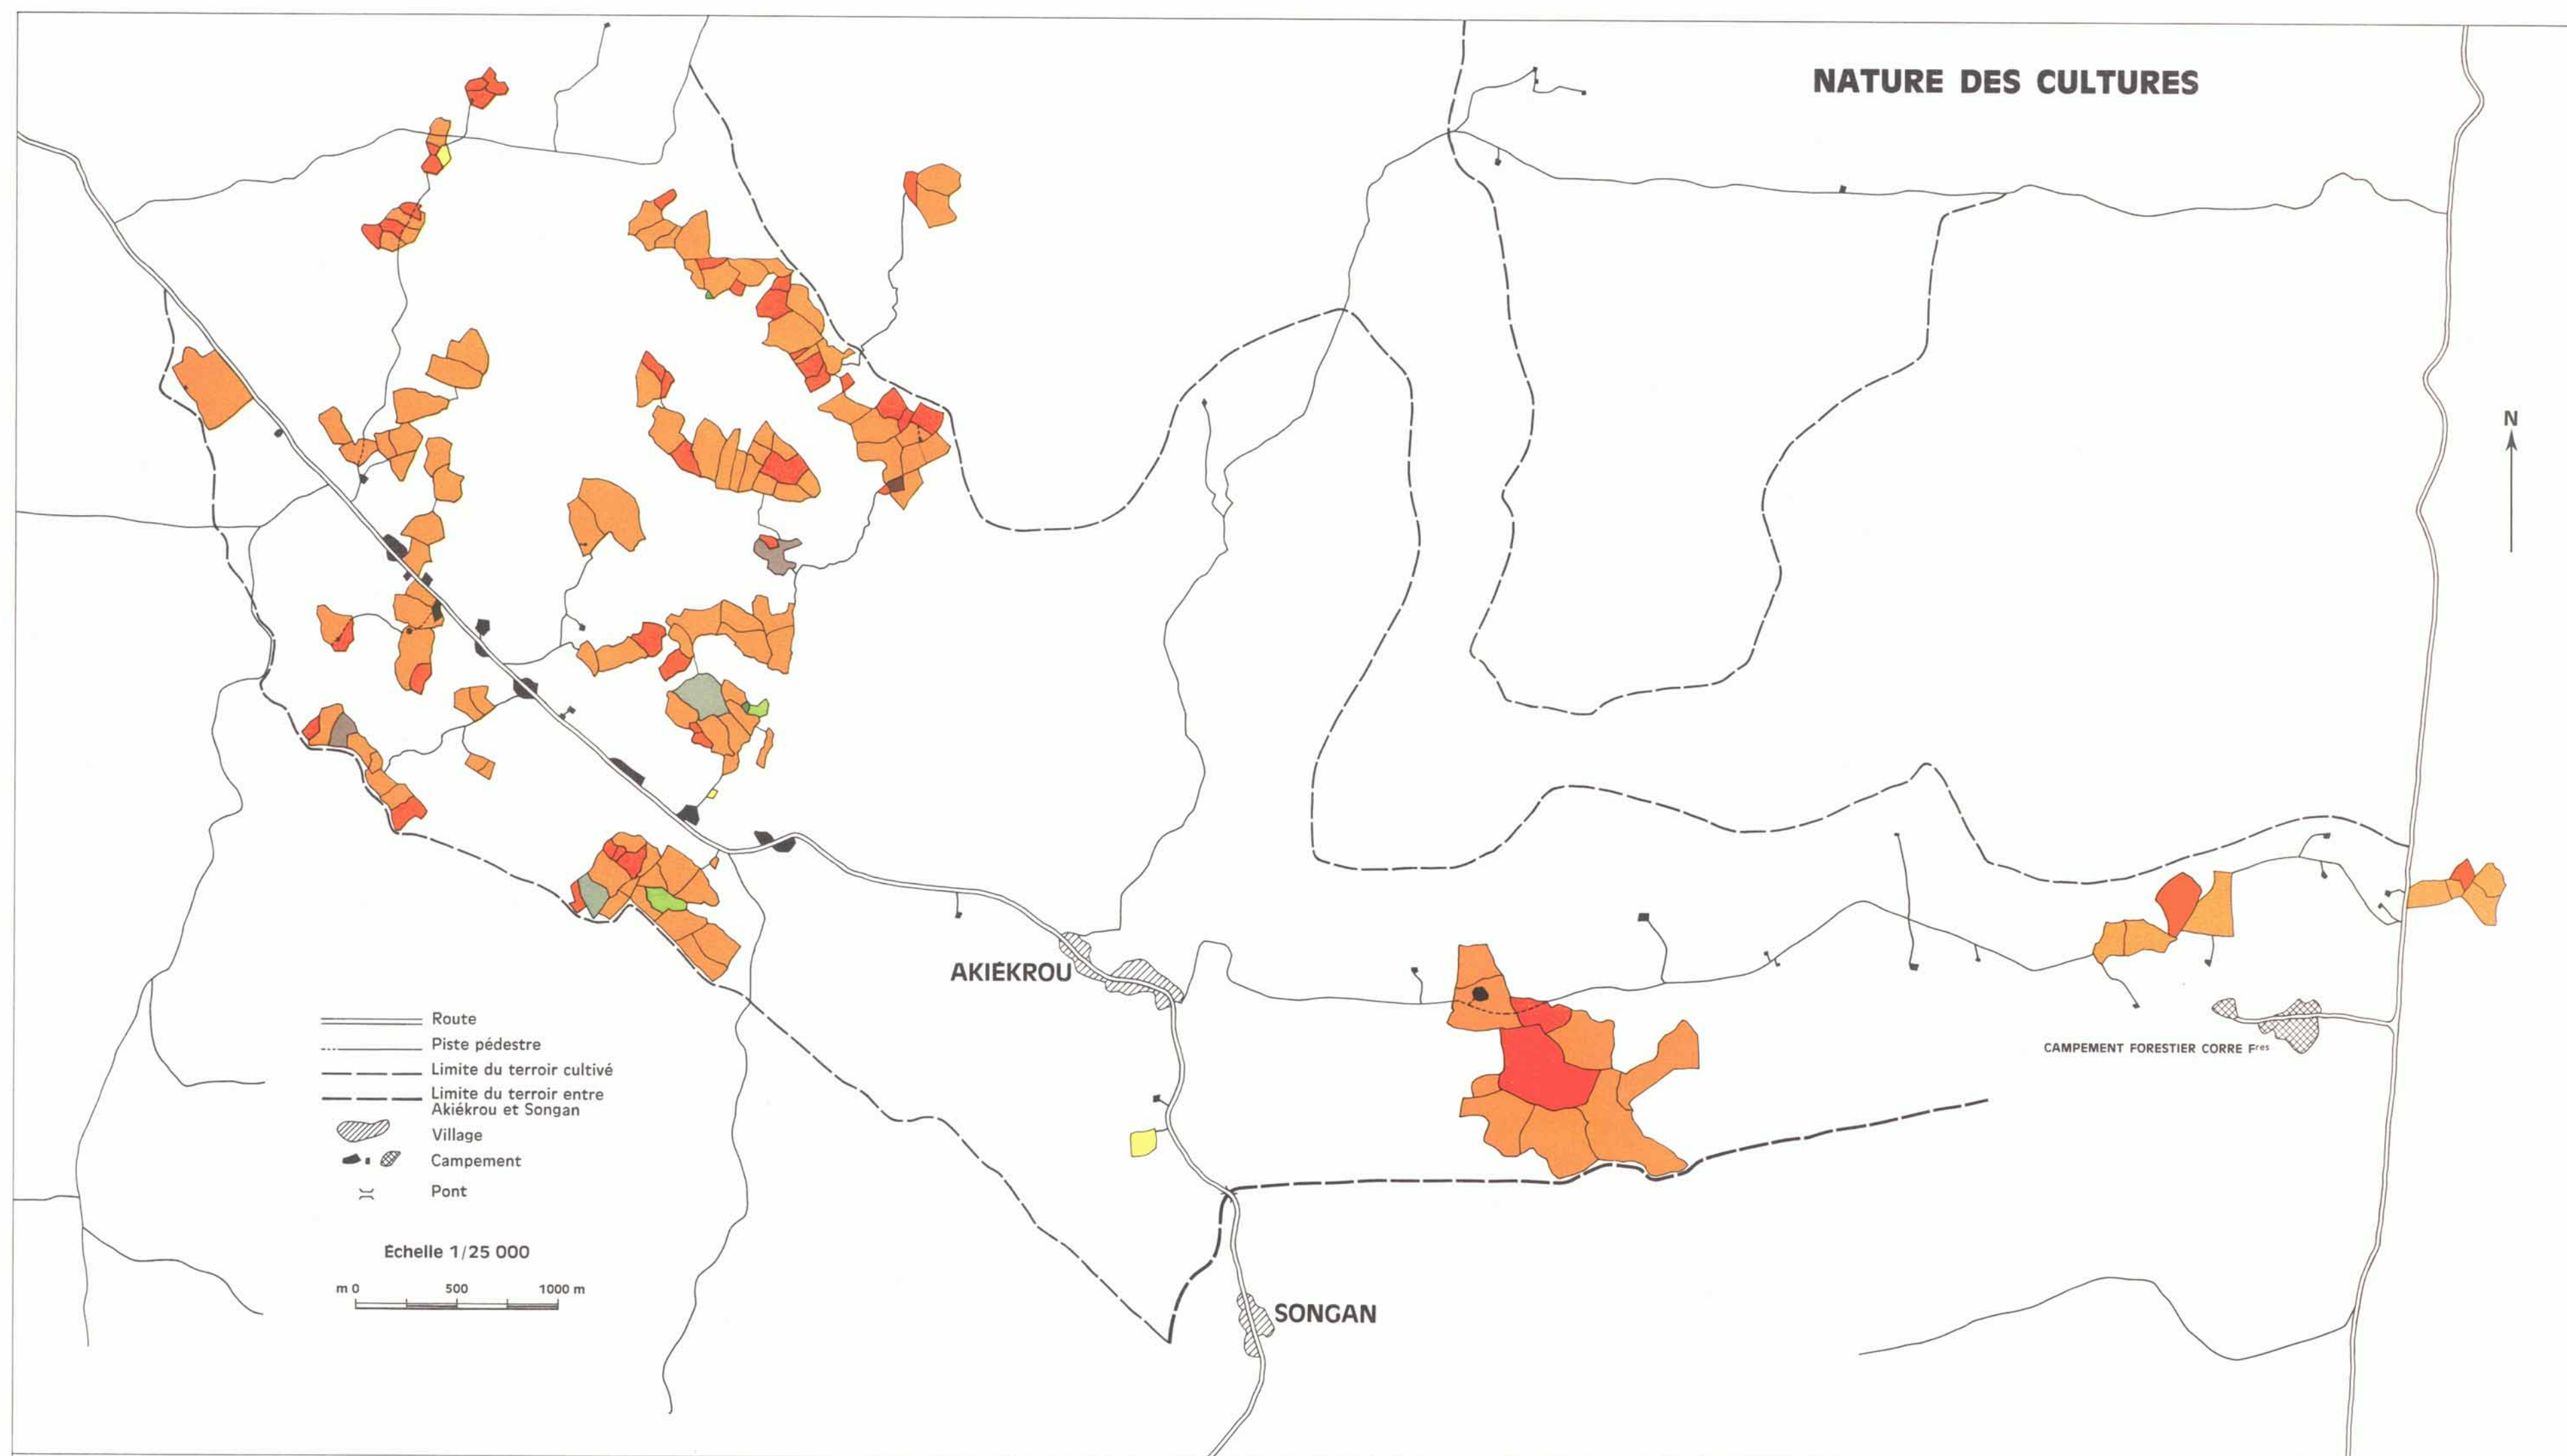 NATURE DES CULTURES
N
AKIÉKROU
CAMPEMENT FORESTIER CORRE Fres
Route
Piste pédestre
Limite du terroir cultivé
Limite du terroir entre
Akiékrou et Songan
Village
Campement
Pont
Échelle 1/25 000
m 0 500 1000 m
SONGAN